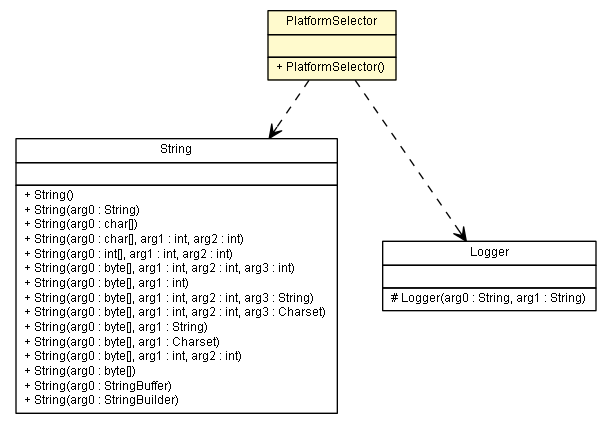 PlatformSelector
+ PlatformSelector()
String
+ String()
+ String(arg0 : String)
+ String(arg0 : char[])
+ String(arg0 : char[], arg1 : int, arg2 : int)
+ String(arg0 : int[], arg1 : int, arg2 : int)
+ String(arg0 : byte[], arg1 : int, arg2 : int, arg3 : int)
+ String(arg0 : byte[], arg1 : int)
+ String(arg0 : byte[], arg1 : int, arg2 : int, arg3 : String)
+ String(arg0 : byte[], arg1 : int, arg2 : int, arg3 : Charset)
+ String(arg0 : byte[], arg1 : String)
+ String(arg0 : byte[], arg1 : Charset)
+ String(arg0 : byte[], arg1 : int, arg2 : int)
+ String(arg0 : byte[])
+ String(arg0 : StringBuffer)
+ String(arg0 : StringBuilder)
Logger
# Logger(arg0 : String, arg1 : String)